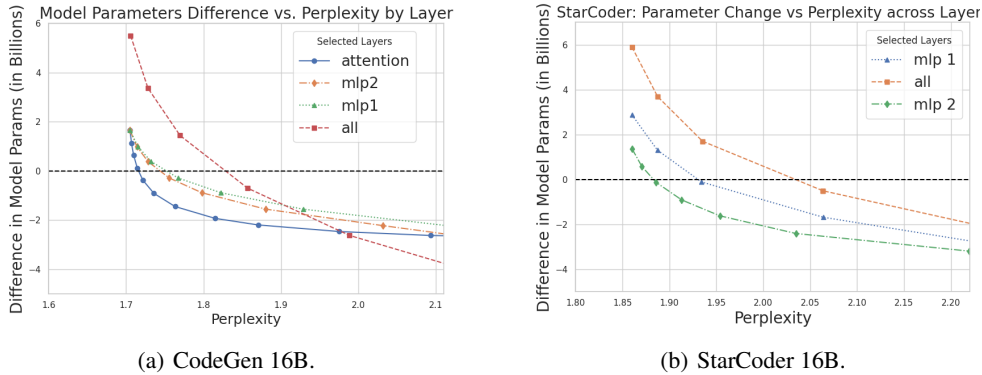 Model Parameters Difference vs. Perplexity by Layer
Difference in Model Params (in Billions)
6
4
2
0
−2
−4
Selected Layers
attention
mlp2
mlp1
all
1.6 1.7 1.8 1.9 2.0 2.1
Perplexity
(a) CodeGen 16B.
StarCoder: Parameter Change vs Perplexity across Layer
Difference in Model Params (in Billions)
6
4
2
0
−2
−4
Selected Layers
mlp 1
all
mlp 2
1.80 1.85 1.90 1.95 2.00 2.05 2.10 2.15 2.20
Perplexity
(b) StarCoder 16B.